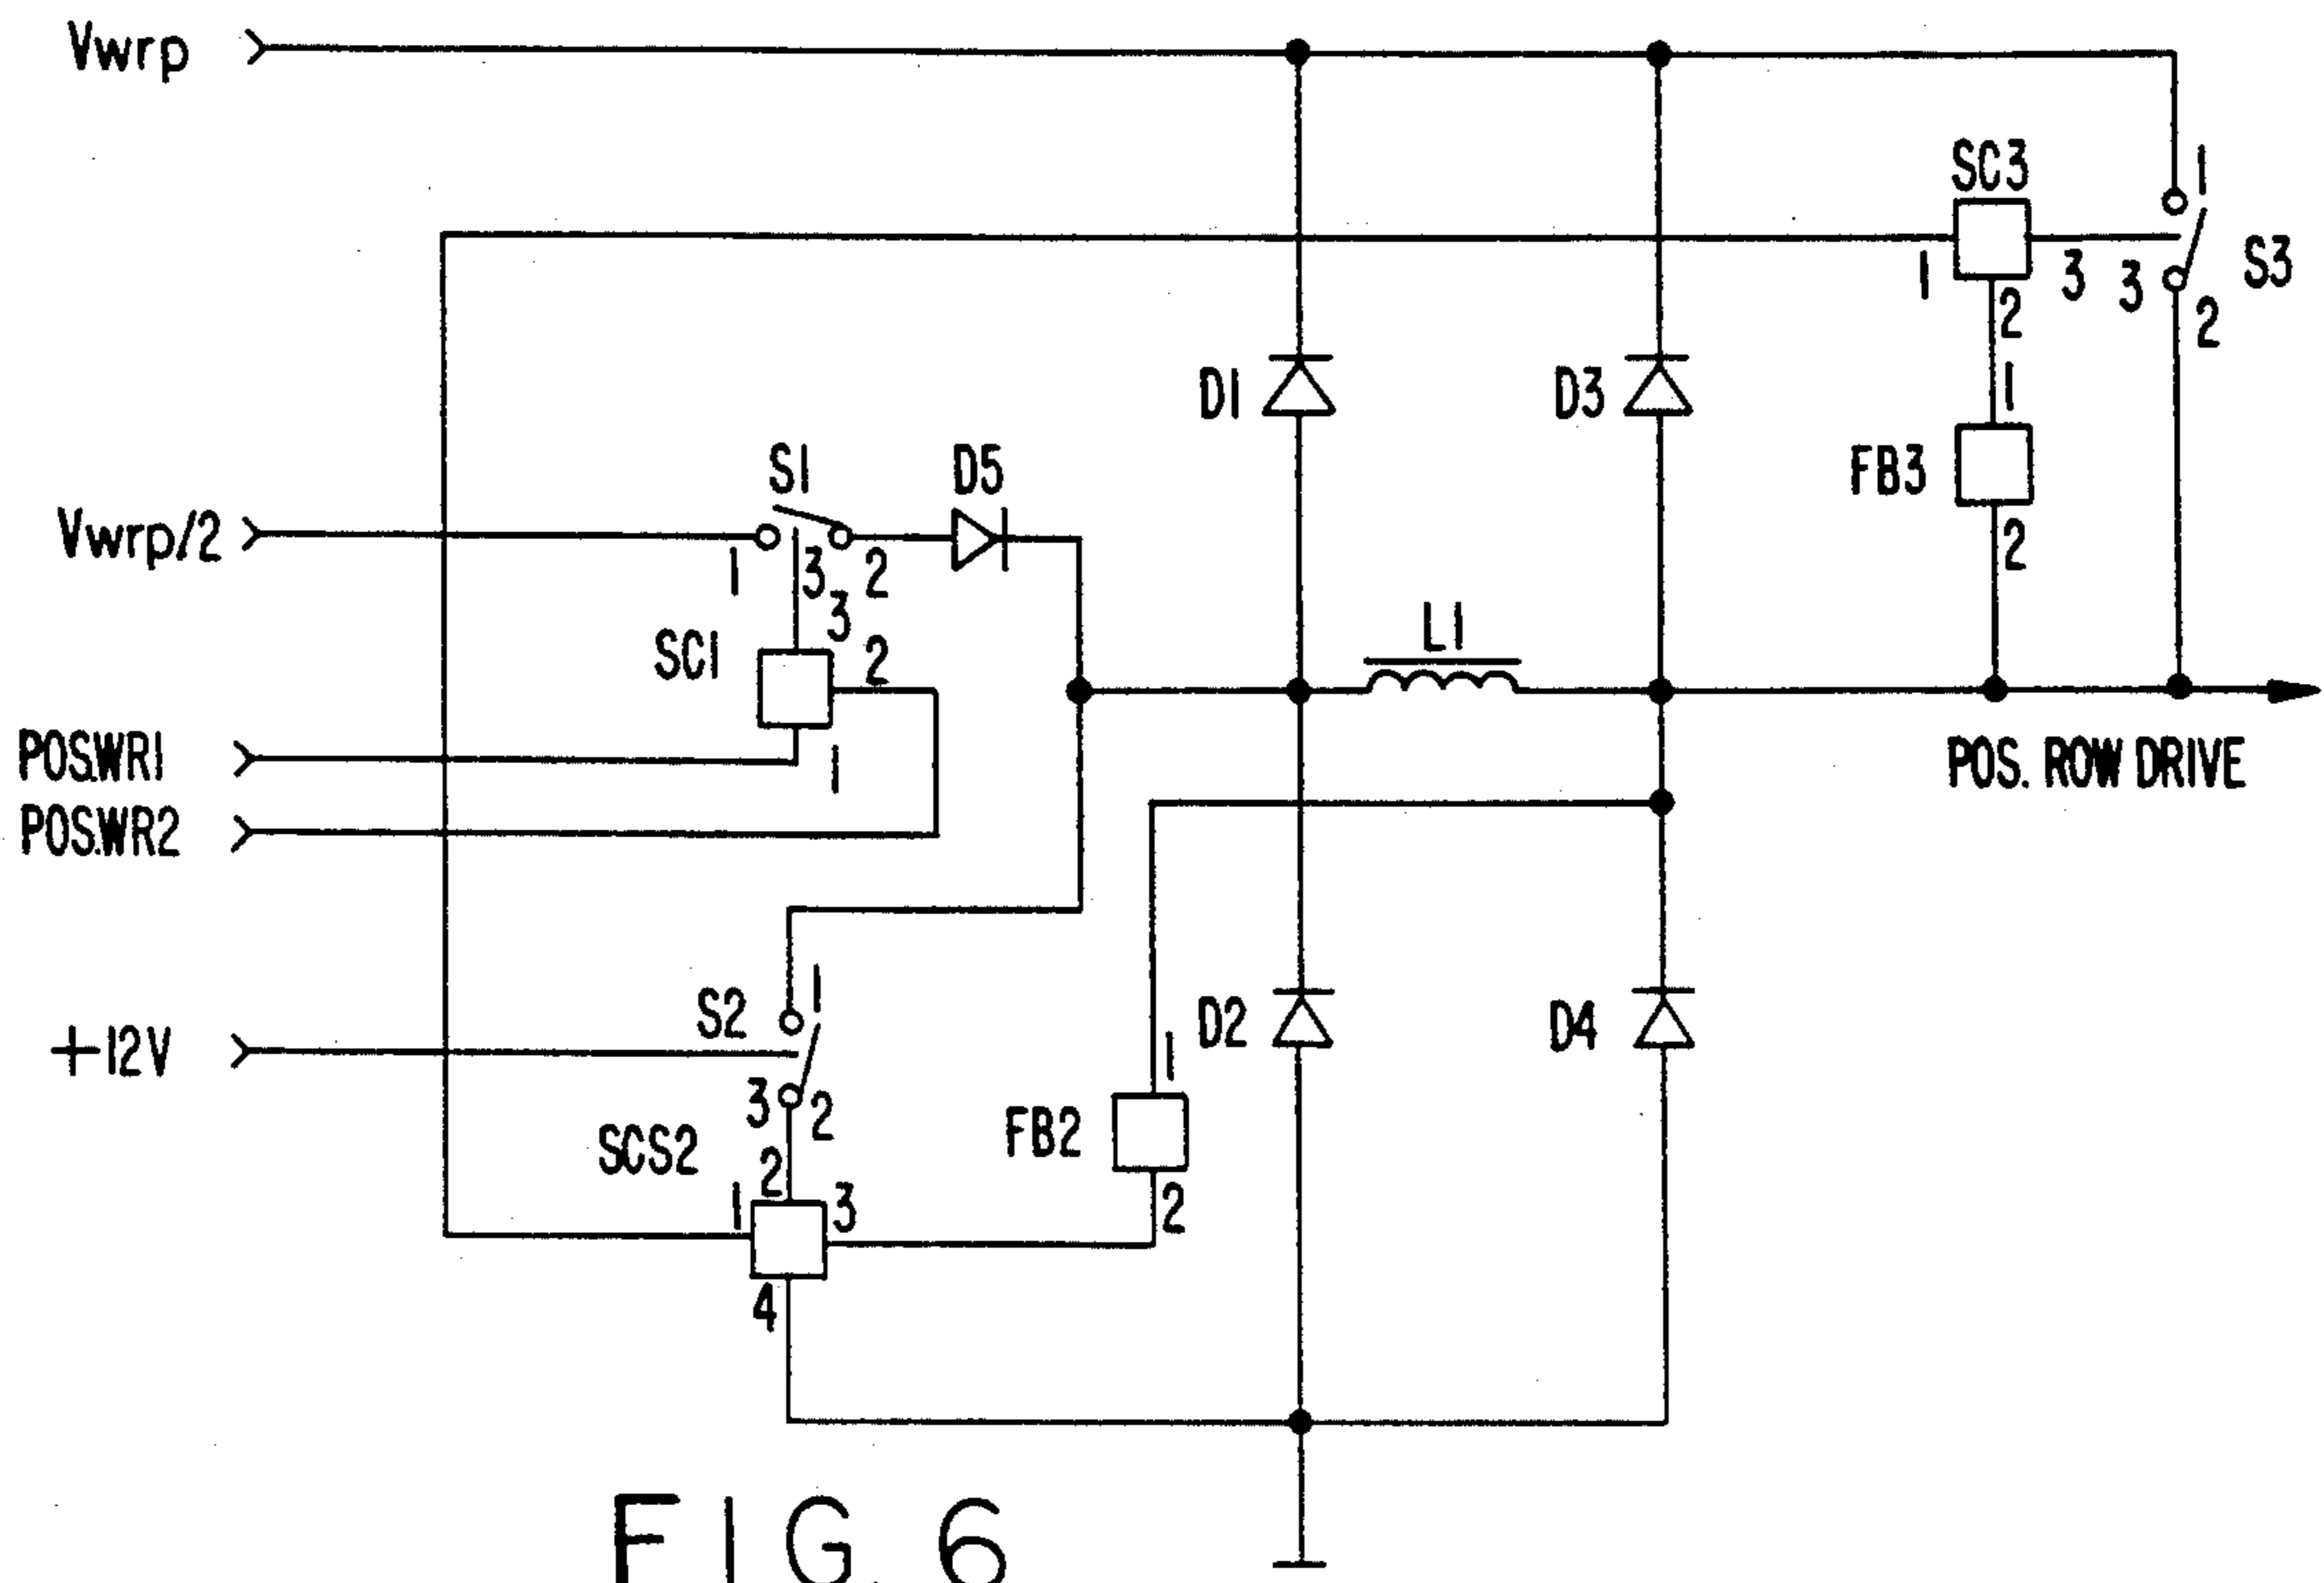 Vwrp
SC3
1
1
3
3
S3
2
2
1
D1
D3
FB3
2
S1
D5
Vwrp/2
1
3
2
3
SC1
2
L1
POS.WR1
1
POS. ROW DRIVE
POS.WR2
S2
1
+12V
D2
D4
1
3
2
FB2
SCS2
2
1
3
2
4
FIG. 6